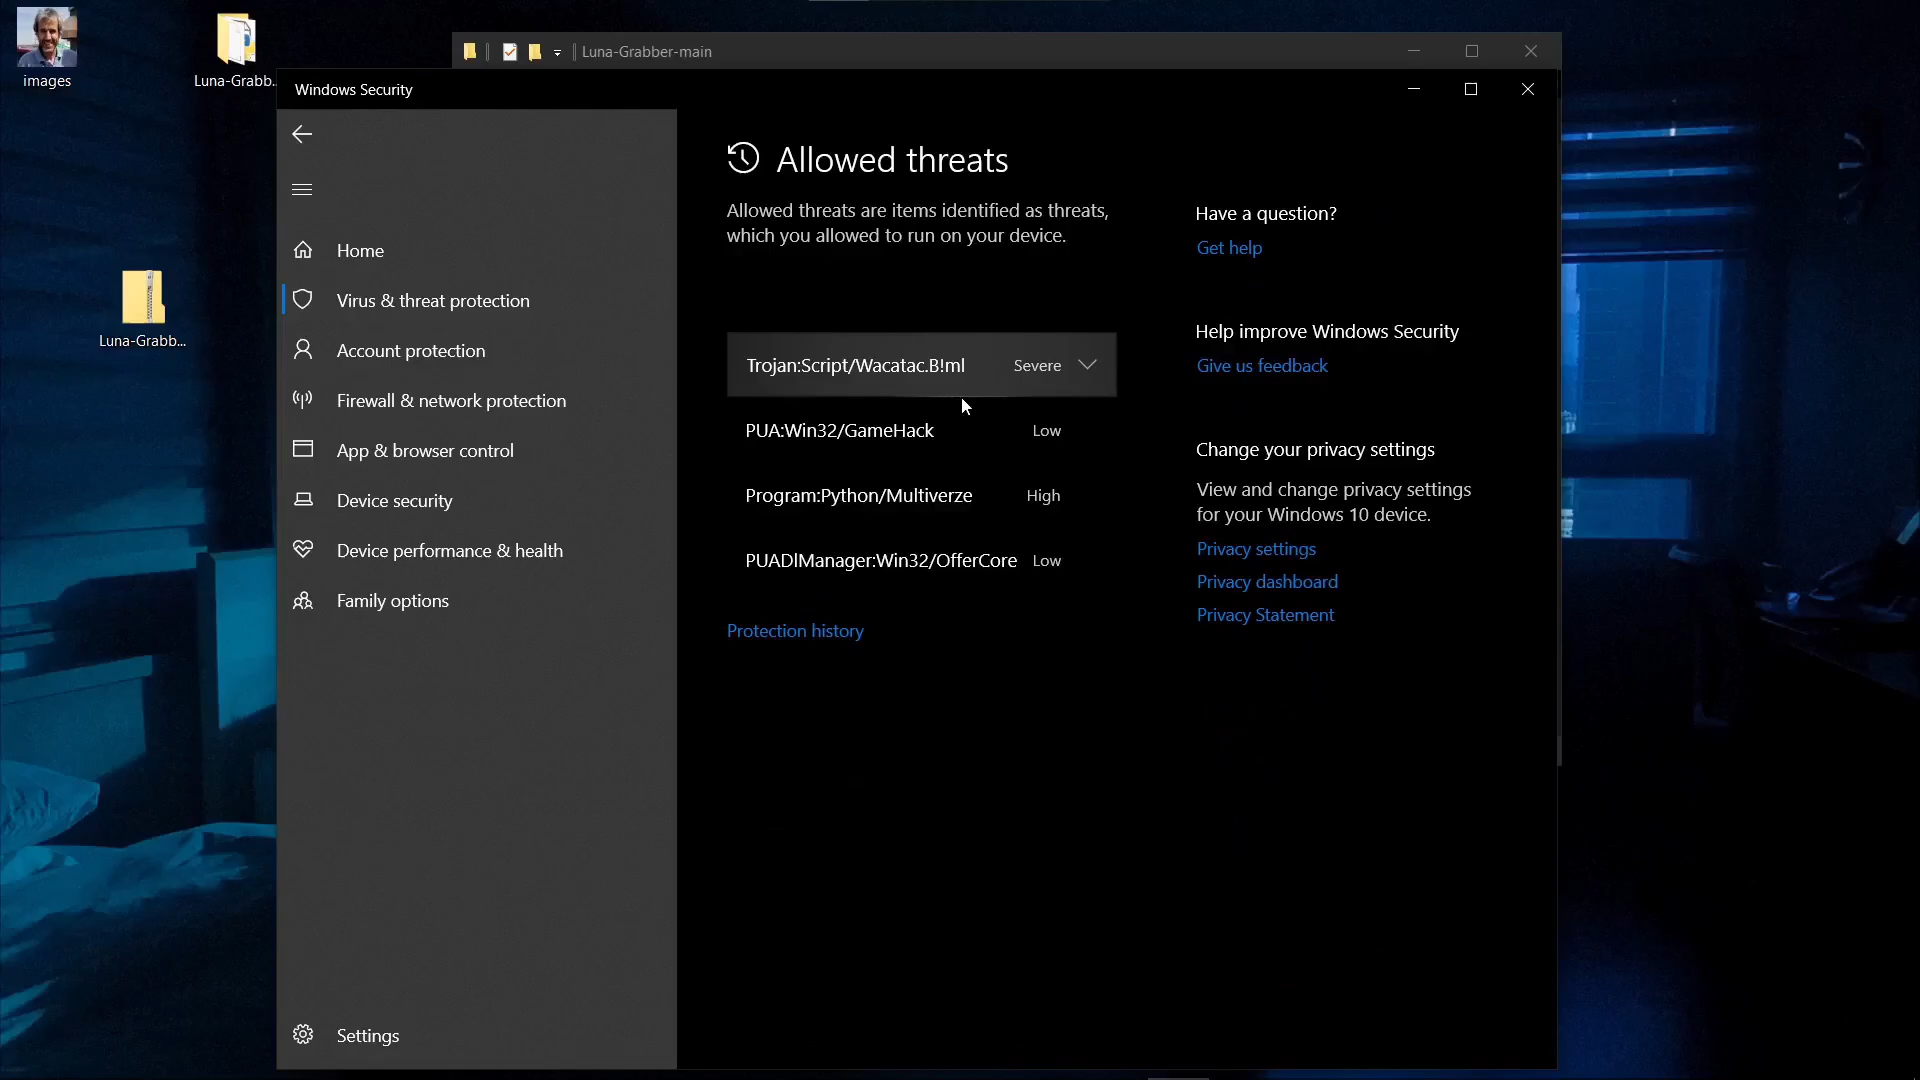 images
Luna-Grabb...
Luna-Grabber-main
Windows Security
Home
Virus & threat protection
Account protection
Firewall & network protection
App & browser control
Device security
Device performance & health
Family options
Settings
Luna-Grabb...
Allowed threats
Allowed threats are items identified as threats,
which you allowed to run on your device.
Trojan:Script/Wacatac.B!ml Severe
PUA:Win32/GameHack Low
Program:Python/Multiverze High
PUADlManager:Win32/OfferCore Low
Protection history
Have a question?
Get help
Help improve Windows Security
Give us feedback
Change your privacy settings
View and change privacy settings
for your Windows 10 device.
Privacy settings
Privacy dashboard
Privacy Statement